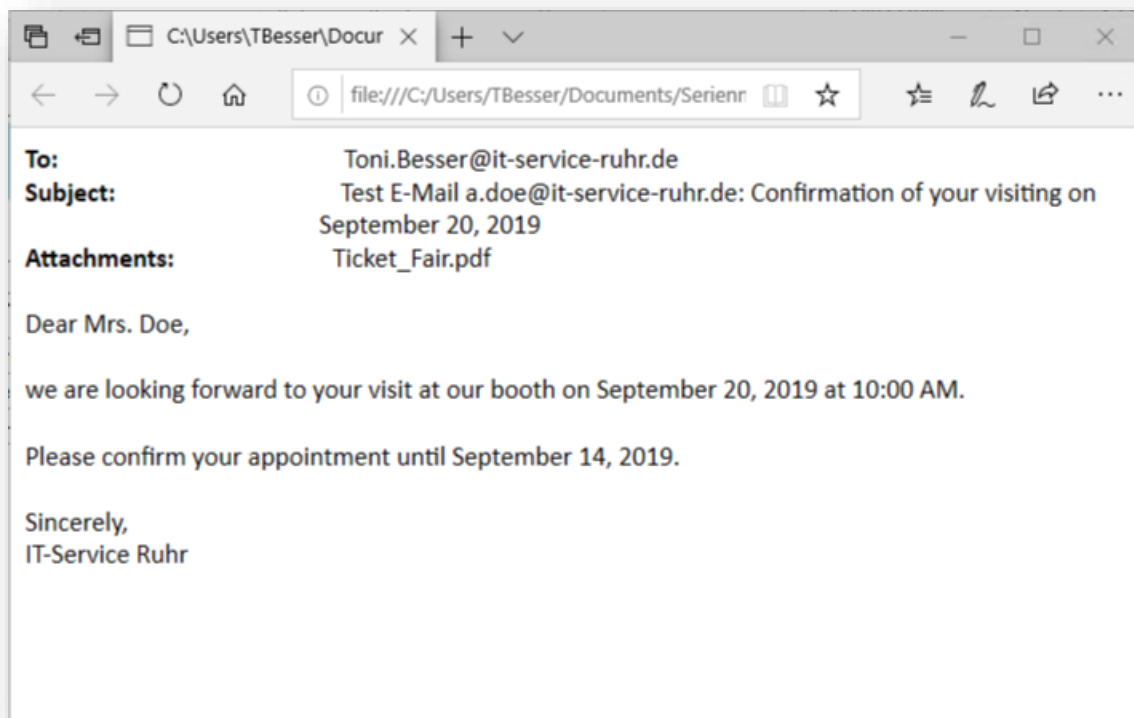 C:\Users\TBesser\Docur
file:///C:/Users/TBesser/Documents/Serienr
To: Toni.Besser@it-service-ruhr.de
Subject: Test E-Mail a.doe@it-service-ruhr.de: Confirmation of your visiting on
September 20, 2019
Attachments: Ticket_Fair.pdf
Dear Mrs. Doe,
we are looking forward to your visit at our booth on September 20, 2019 at 10:00 AM.
Please confirm your appointment until September 14, 2019.
Sincerely,
IT-Service Ruhr